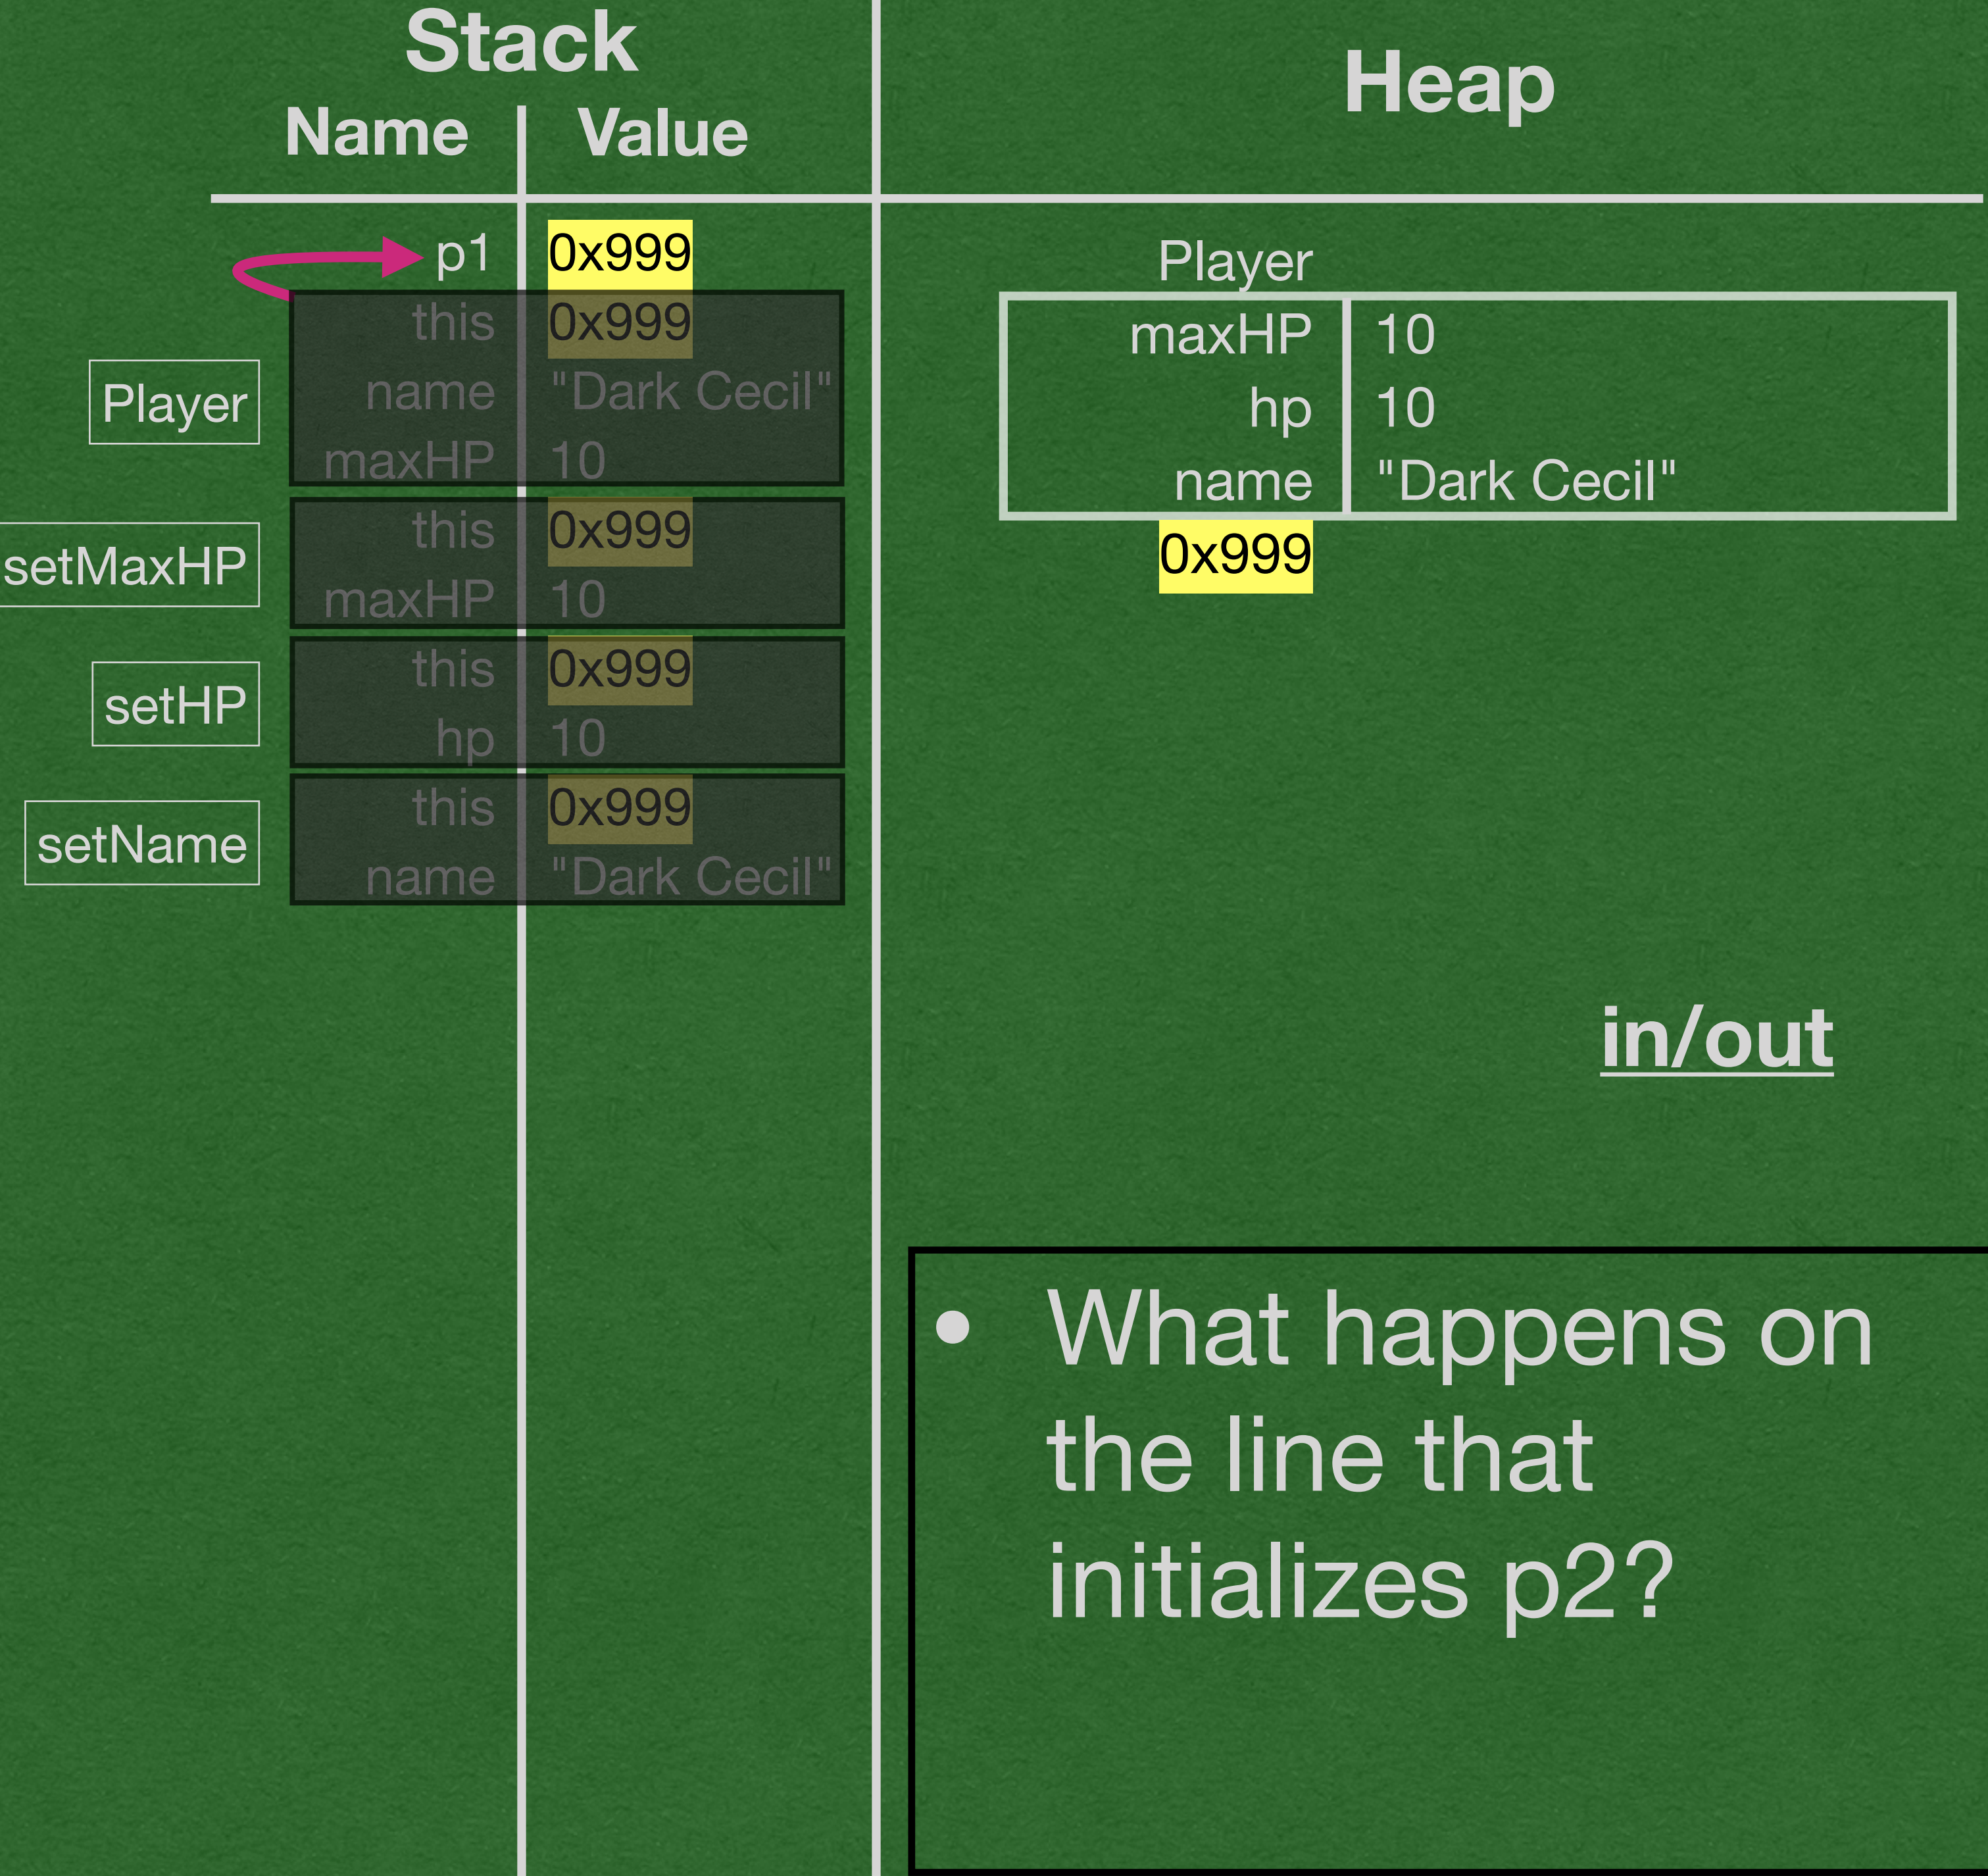 Stack
Heap
Name Value
p1 0x999
Player
this 0x999
name "Dark Cecil"
maxHP 10
setMaxHP
this 0x999
maxHP 10
setHP
this 0x999
hp 10
setName
this 0x999
name "Dark Cecil"
Player
maxHP 10
hp 10
name "Dark Cecil"
0x999
in/out
• What happens on
the line that
initializes p2?